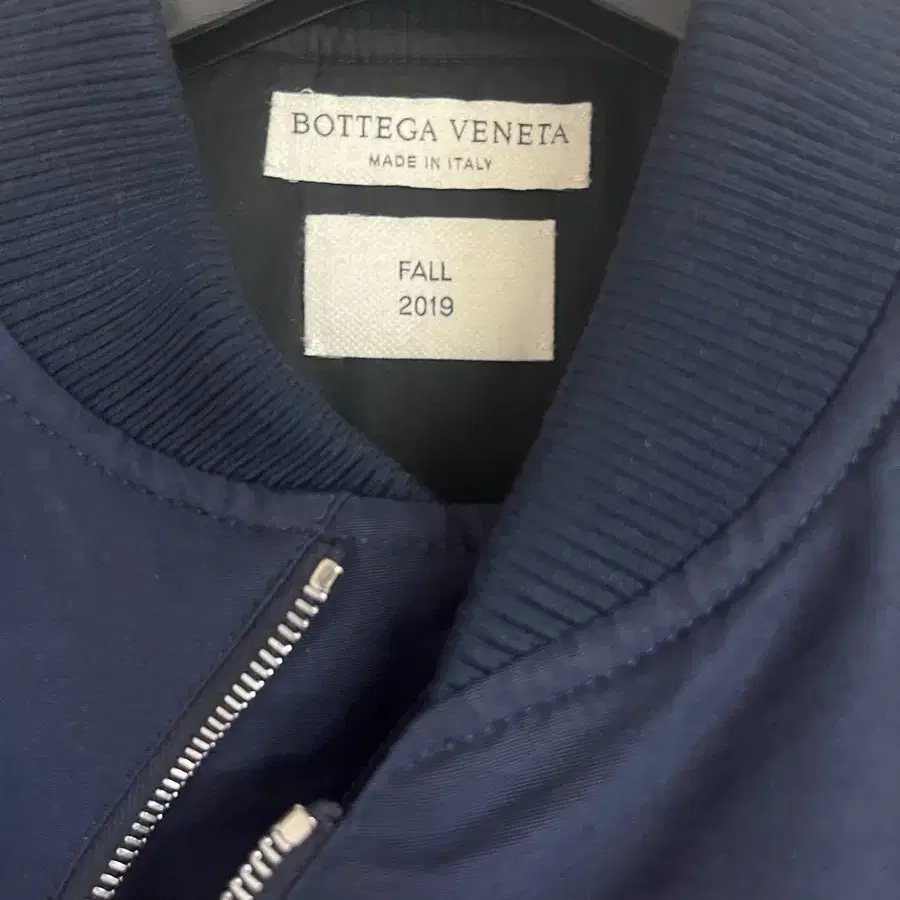 BOTTEGA VENETA
MADE IN ITALY
FALL
2019